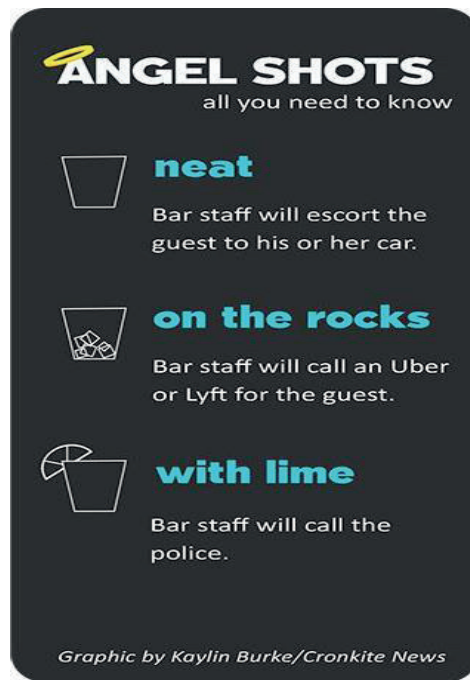 ANGEL SHOTS
all you need to know
neat
Bar staff will escort the
guest to his or her car.
on the rocks
Bar staff will call an Uber
or Lyft for the guest.
with lime
Bar staff will call the
police.
Graphic by Kaylin Burke/Cronkite News